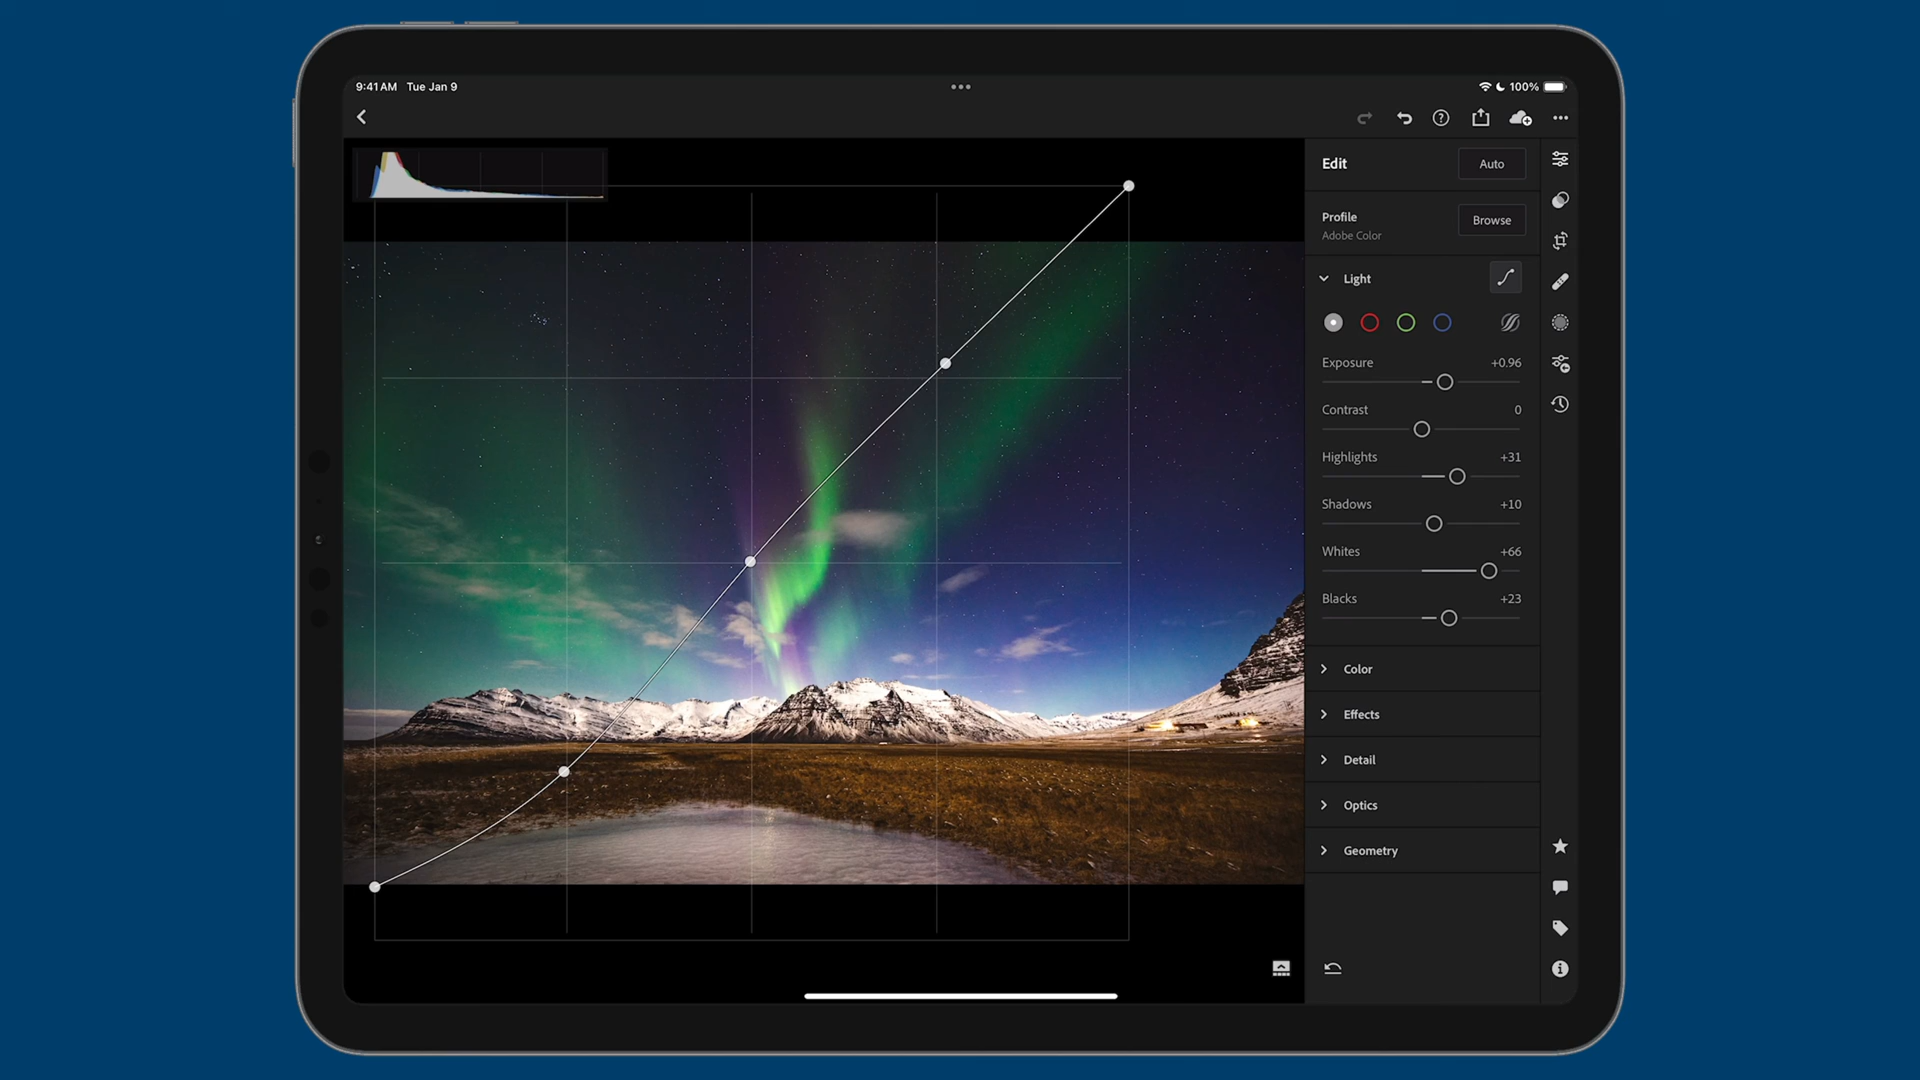 9:41 AM Tue Jan 9
100%
Edit
Auto
Profile
Adobe Color
Browse
Light
Exposure +0.96
Contrast 0
Highlights +31
Shadows +10
Whites +66
Blacks +23
Color
Effects
Detail
Optics
Geometry